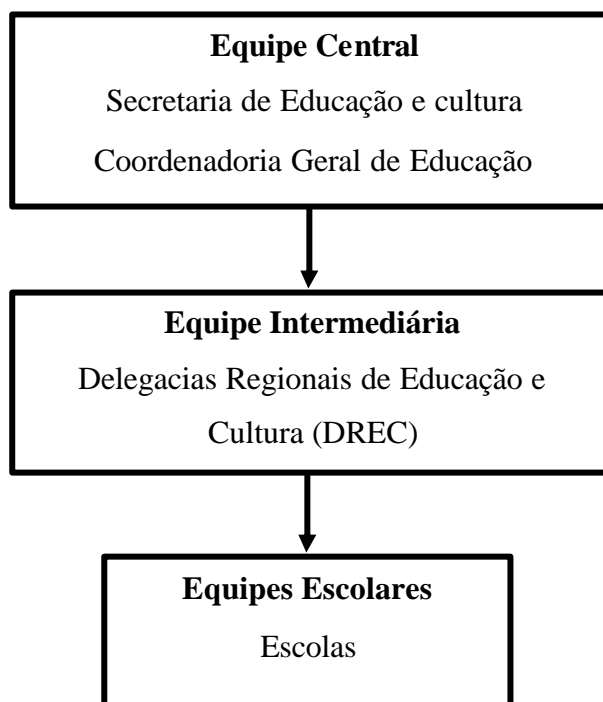 Equipe Central
Secretaria de Educação e cultura
Coordenadoria Geral de Educação
Equipe Intermediária
Delegacias Regionais de Educação e
Cultura (DREC)
Equipes Escolares
Escolas